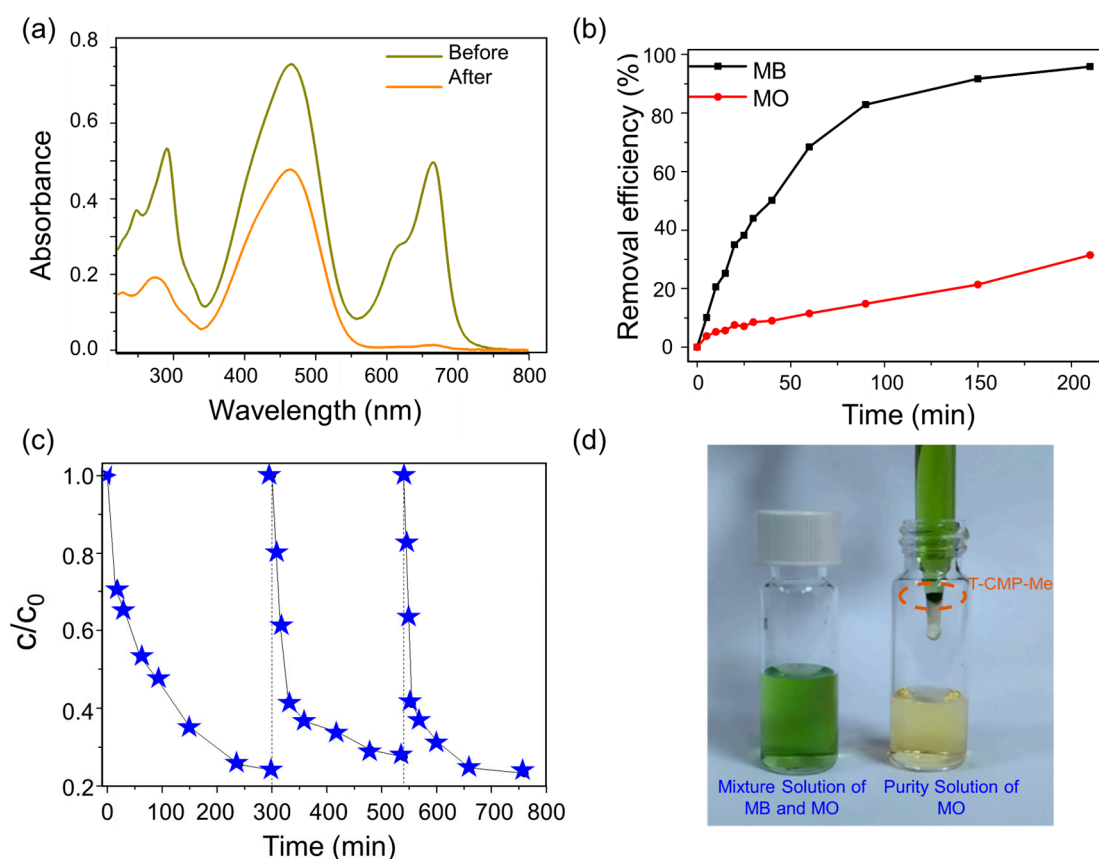 (a)
0.8
0.6
0.4
0.2
0.0
Absorbance
Before
After
300 400 500 600 700 800
Wavelength (nm)
(b)
100
80
60
40
20
0
Removal efficiency (%)
MB
MO
0 50 100 150 200
Time (min)
(c)
1.0
0.8
0.6
0.4
0.2
c/c0
0 100 200 300 400 500 600 700 800
Time (min)
(d)
T-CMP-Me
Mixture Solution of
MB and MO
Purity Solution of
MO